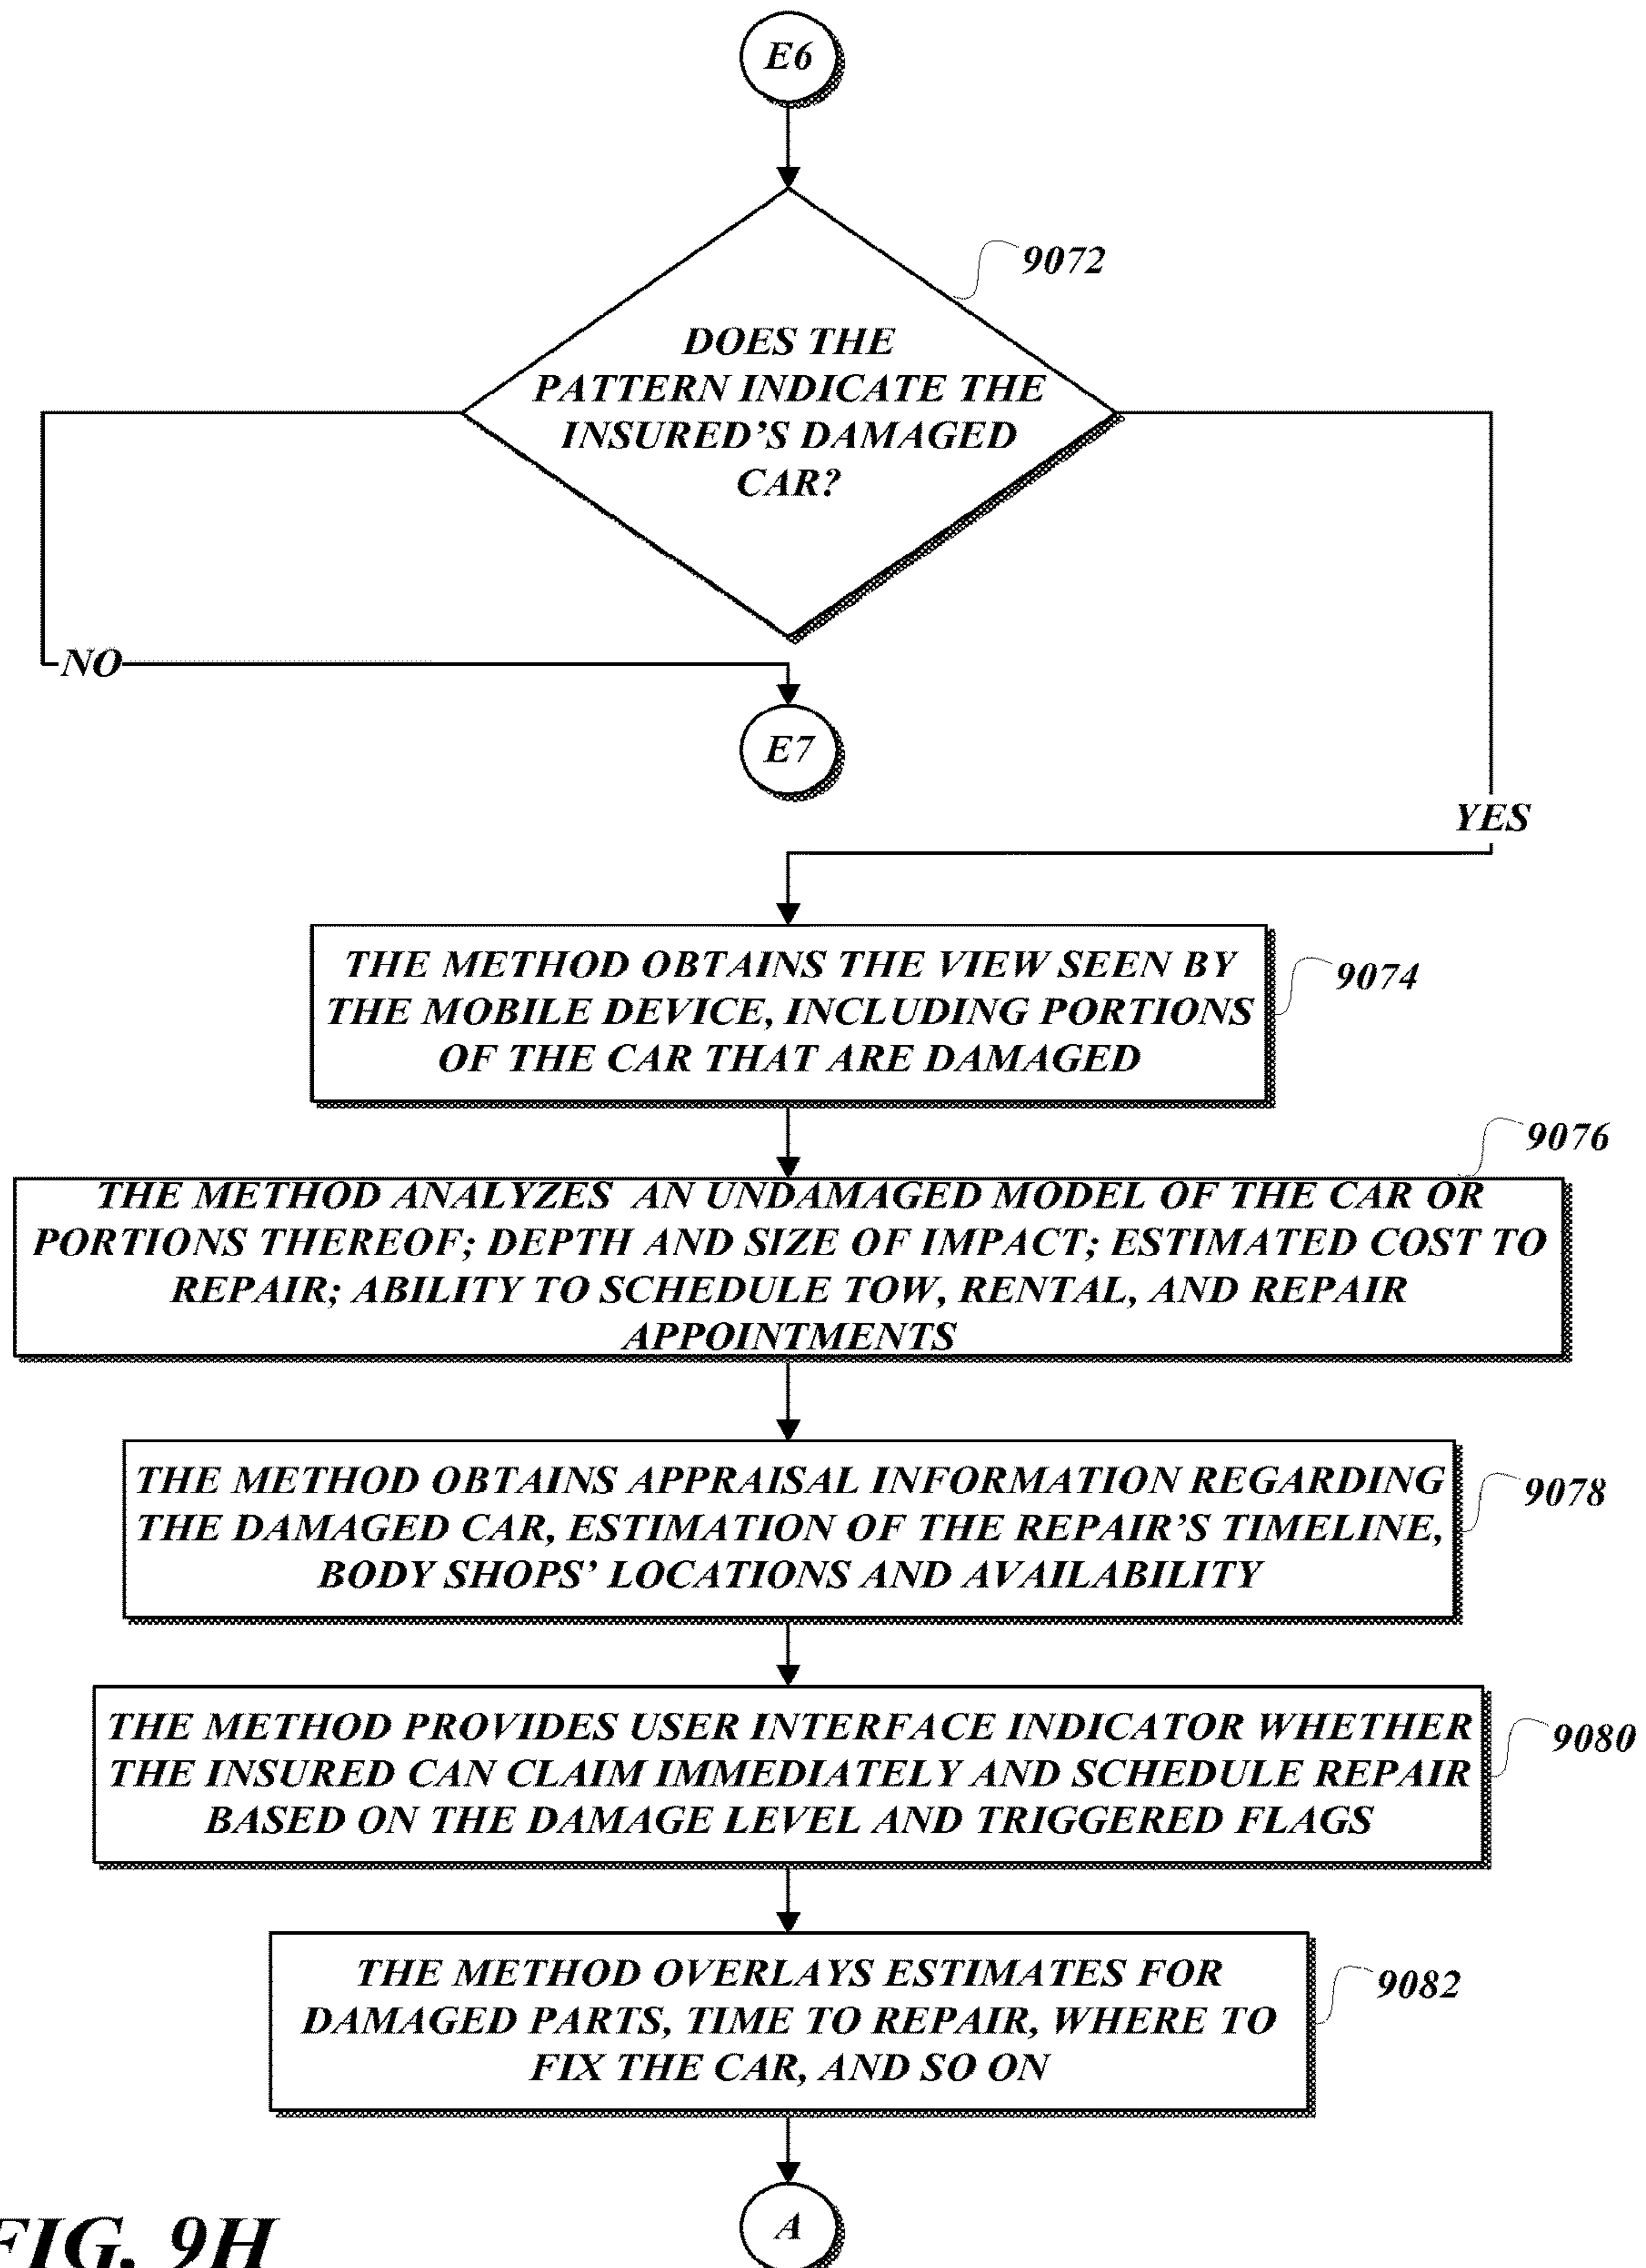 E6
9072
DOES THE
PATTERN INDICATE THE
INSURED'S DAMAGED
CAR?
NO
E7
YES
THE METHOD OBTAINS THE VIEW SEEN BY
THE MOBILE DEVICE, INCLUDING PORTIONS
OF THE CAR THAT ARE DAMAGED
9074
9076
THE METHOD ANALYZES AN UNDAMAGED MODEL OF THE CAR OR
PORTIONS THEREOF; DEPTH AND SIZE OF IMPACT; ESTIMATED COST TO
REPAIR; ABILITY TO SCHEDULE TOW, RENTAL, AND REPAIR
APPOINTMENTS
THE METHOD OBTAINS APPRAISAL INFORMATION REGARDING
THE DAMAGED CAR, ESTIMATION OF THE REPAIR'S TIMELINE,
BODY SHOPS' LOCATIONS AND AVAILABILITY
9078
THE METHOD PROVIDES USER INTERFACE INDICATOR WHETHER
THE INSURED CAN CLAIM IMMEDIATELY AND SCHEDULE REPAIR
BASED ON THE DAMAGE LEVEL AND TRIGGERED FLAGS
9080
THE METHOD OVERLAYS ESTIMATES FOR
DAMAGED PARTS, TIME TO REPAIR, WHERE TO
FIX THE CAR, AND SO ON
9082
A
FIG. 9H